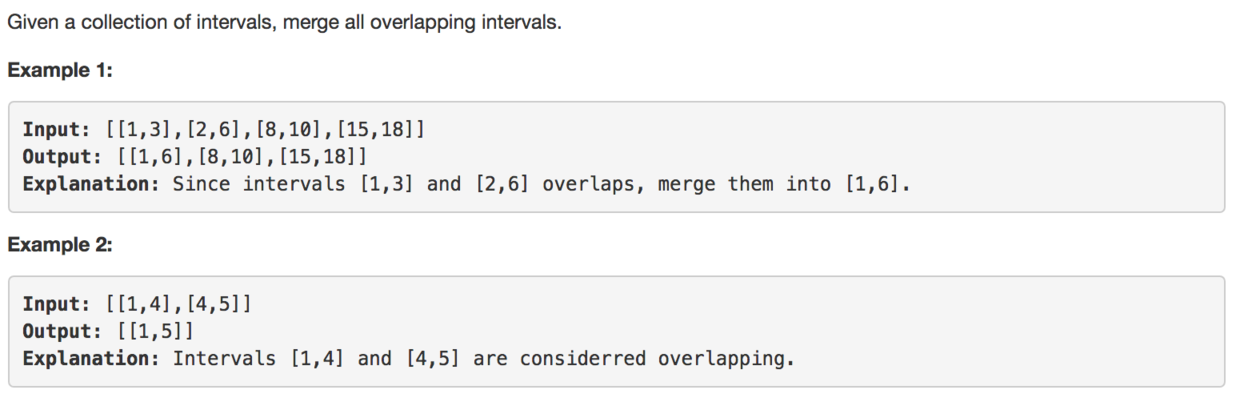 Given a collection of intervals, merge all overlapping intervals.
Example 1:
Input: [[1,3],[2,6],[8,10],[15,18]]
Output: [[1,6],[8,10],[15,18]]
Explanation: Since intervals [1,3] and [2,6] overlaps, merge them into [1,6].
Example 2:
Input: [[1,4],[4,5]]
Output: [[1,5]]
Explanation: Intervals [1,4] and [4,5] are considerred overlapping.